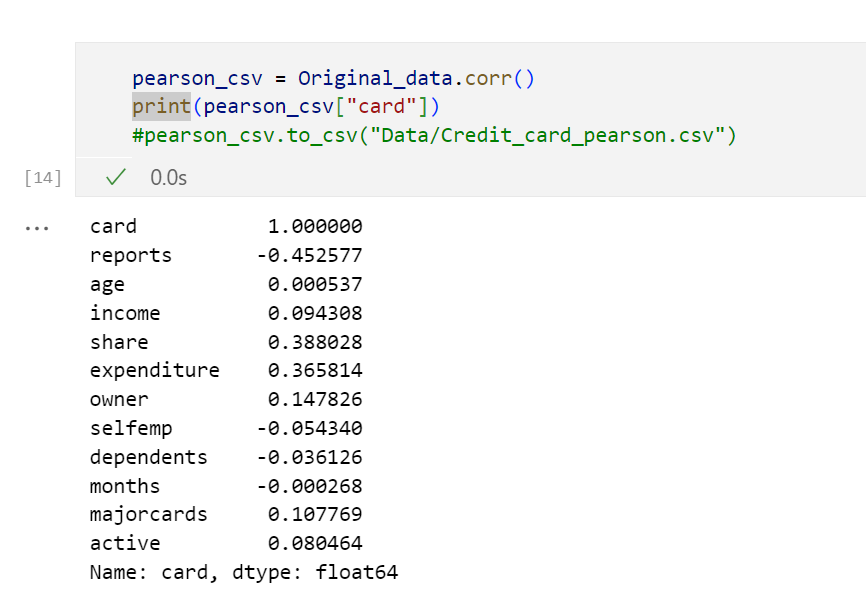 pearson_csv = Original_data.corr()
print(pearson_csv["card"])
#pearson_csv.to_csv("Data/Credit_card_pearson.csv")
[14] ✓ 0.0s
...
card 1.000000
reports -0.452577
age 0.000537
income 0.094308
share 0.388028
expenditure 0.365814
owner 0.147826
selfemp -0.054340
dependents -0.036126
months -0.000268
majorcards 0.107769
active 0.080464
Name: card, dtype: float64